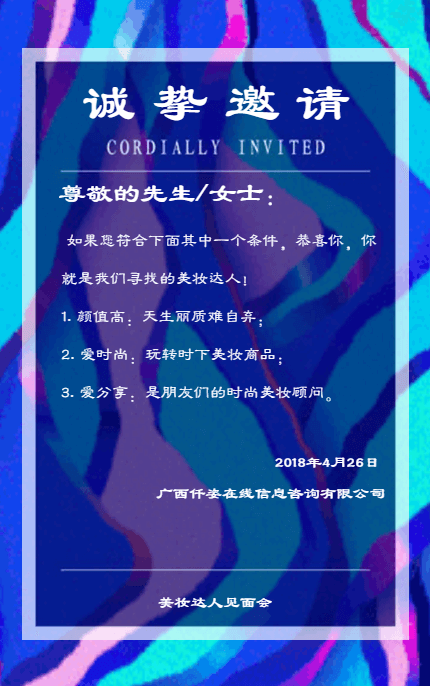 诚挚邀请
CORDIALLY INVITED
尊敬的先生/女士：
如果您符合下面其中一个条件，恭喜你，你
就是我们寻找的美妆达人！
1. 颜值高：天生丽质难自弃；
2. 爱时尚：玩转时下美妆商品；
3. 爱分享：是朋友们的时尚美妆顾问。
2018年4月26日
广西仟姿在线信息咨询有限公司
美妆达人见面会